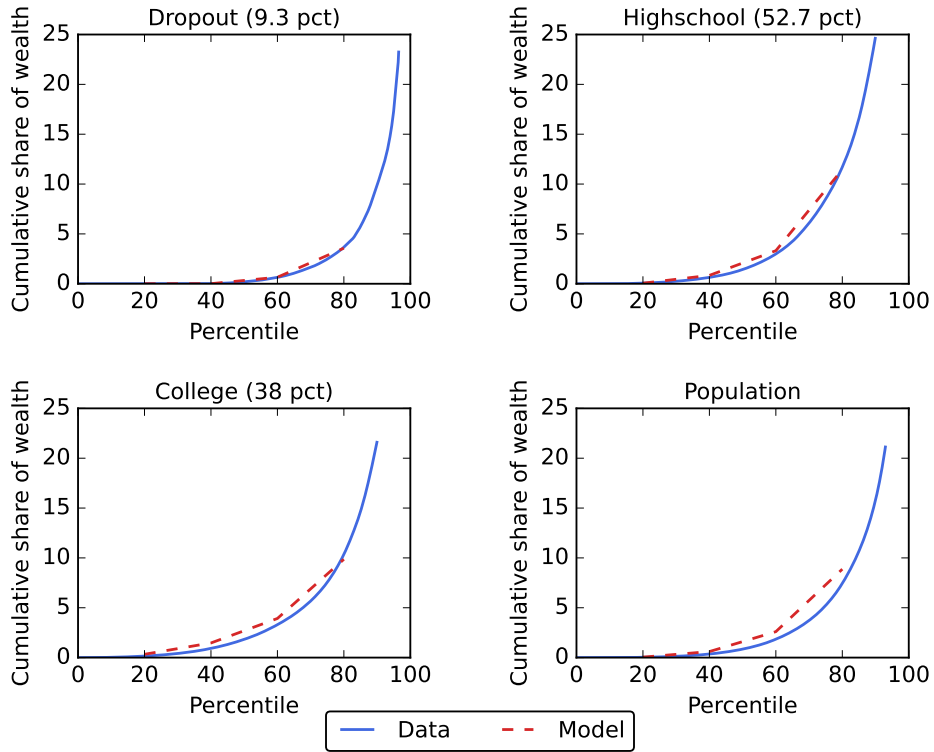 Dropout (9.3 pct)
Cumulative share of wealth
25
20
15
10
5
0
0 20 40 60 80 100
Percentile
Highschool (52.7 pct)
Cumulative share of wealth
25
20
15
10
5
0
0 20 40 60 80 100
Percentile
College (38 pct)
Cumulative share of wealth
25
20
15
10
5
0
0 20 40 60 80 100
Percentile
Population
Cumulative share of wealth
25
20
15
10
5
0
0 20 40 60 80 100
Percentile
Data Model